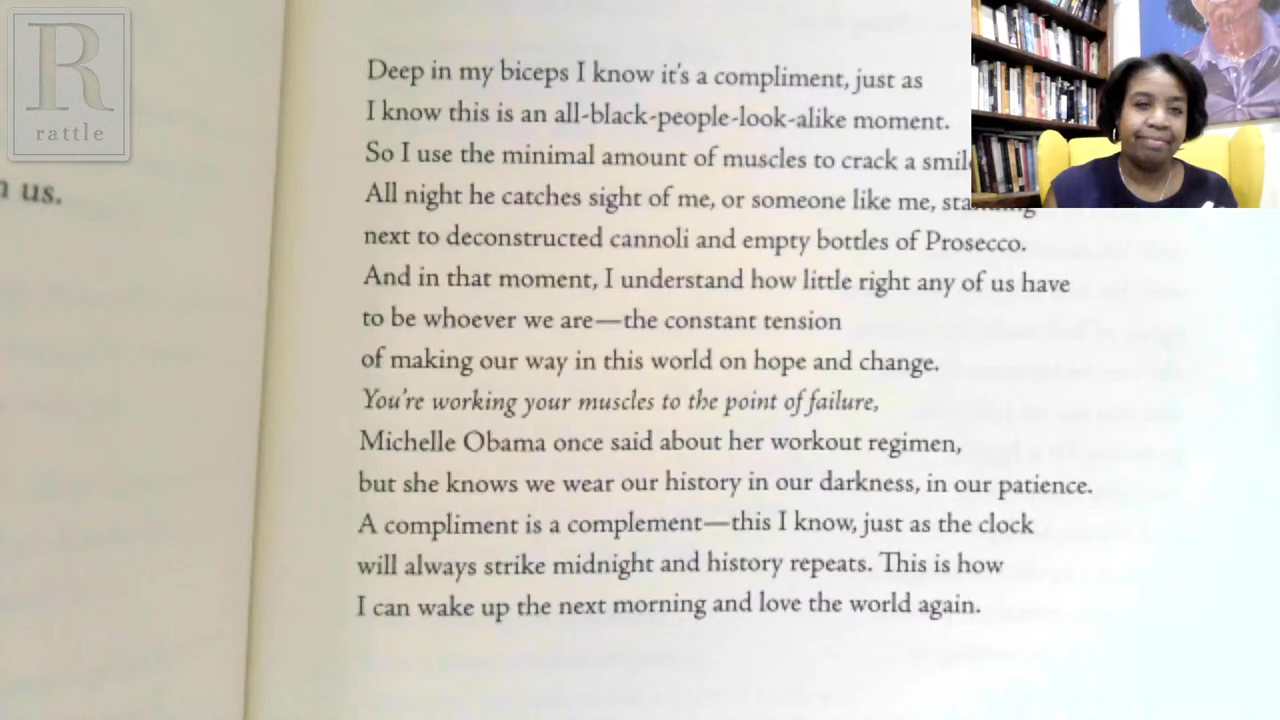 R
rattle
n us.
Deep in my biceps I know it's a compliment, just as
I know this is an all-black-people-look-alike moment.
So I use the minimal amount of muscles to crack a smile
All night he catches sight of me, or someone like me, standing
next to deconstructed cannoli and empty bottles of Prosecco.
And in that moment, I understand how little right any of us have
to be whoever we are—the constant tension
of making our way in this world on hope and change.
You're working your muscles to the point of failure,
Michelle Obama once said about her workout regimen,
but she knows we wear our history in our darkness, in our patience.
A compliment is a complement—this I know, just as the clock
will always strike midnight and history repeats. This is how
I can wake up the next morning and love the world again.